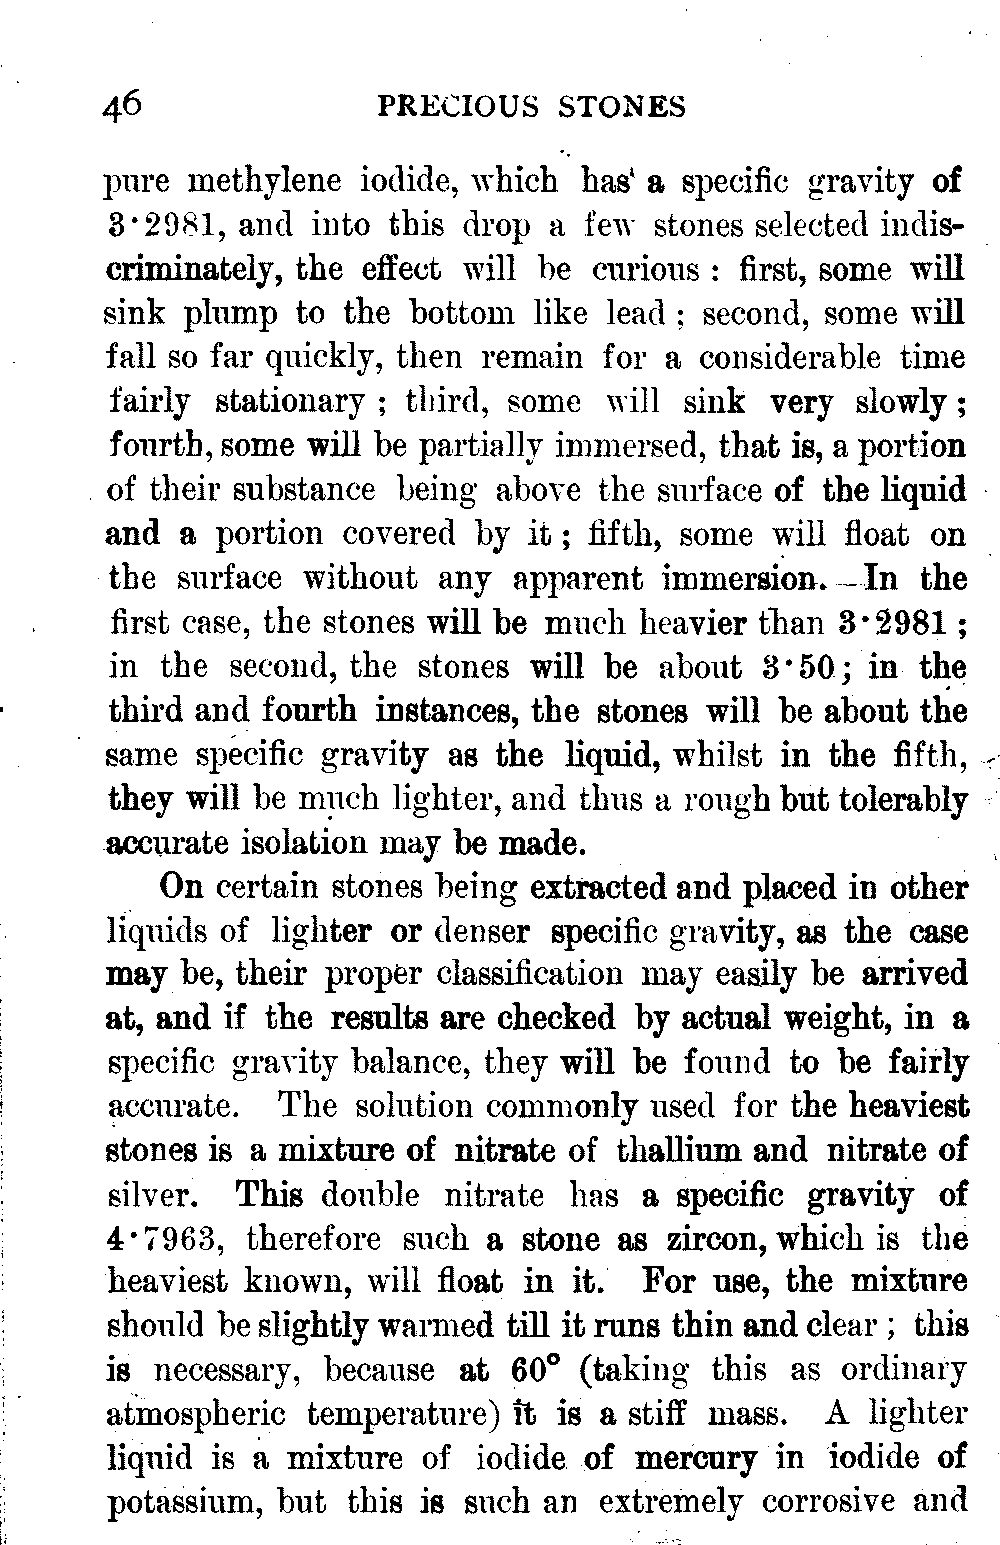 46 PRECIOUS STONES
pure methylene iodide, which has a specific gravity of
3·2981, and into this drop a few stones selected indis-
criminately, the effect will be curious : first, some will
sink plump to the bottom like lead ; second, some will
fall so far quickly, then remain for a considerable time
fairly stationary ; third, some will sink very slowly ;
fourth, some will be partially immersed, that is, a portion
of their substance being above the surface of the liquid
and a portion covered by it ; fifth, some will float on
the surface without any apparent immersion. In the
first case, the stones will be much heavier than 3·2981 ;
in the second, the stones will be about 3·50 ; in the
third and fourth instances, the stones will be about the
same specific gravity as the liquid, whilst in the fifth,
they will be much lighter, and thus a rough but tolerably
accurate isolation may be made.
On certain stones being extracted and placed in other
liquids of lighter or denser specific gravity, as the case
may be, their proper classification may easily be arrived
at, and if the results are checked by actual weight, in a
specific gravity balance, they will be found to be fairly
accurate. The solution commonly used for the heaviest
stones is a mixture of nitrate of thallium and nitrate of
silver. This double nitrate has a specific gravity of
4·7963, therefore such a stone as zircon, which is the
heaviest known, will float in it. For use, the mixture
should be slightly warmed till it runs thin and clear ; this
is necessary, because at 60° (taking this as ordinary
atmospheric temperature) it is a stiff mass. A lighter
liquid is a mixture of iodide of mercury in iodide of
potassium, but this is such an extremely corrosive and